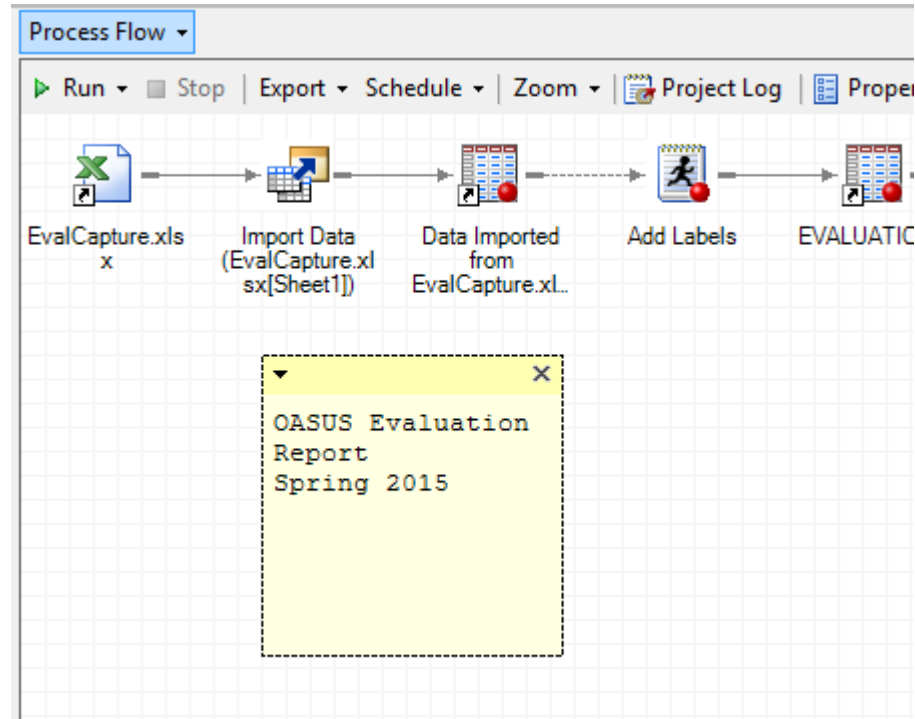 Process Flow
Run Stop Export Schedule Zoom Project Log Proper
EvalCapture.xls
x
Import Data
(EvalCapture.xl
sx[Sheet1])
Data Imported
from
EvalCapture.xl...
Add Labels
EVALUATIO
OASUS Evaluation
Report
Spring 2015